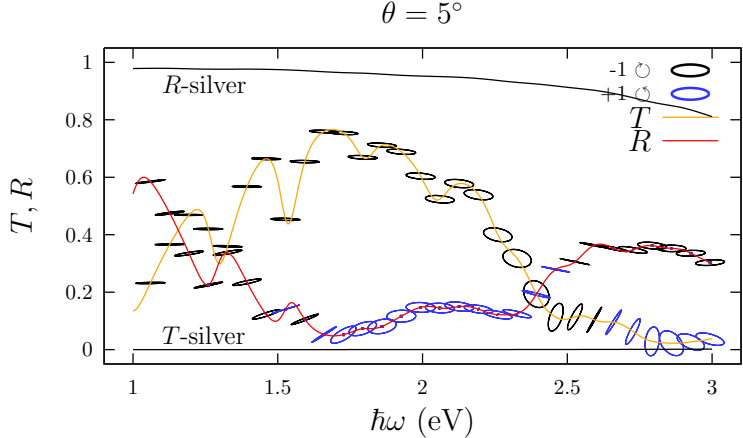 θ = 5°
1
0.8
0.6
0.4
0.2
0
T, R
R-silver
T-silver
-1 ↻
+1 ↻
T
R
1
1.5
2
2.5
3
ħω (eV)